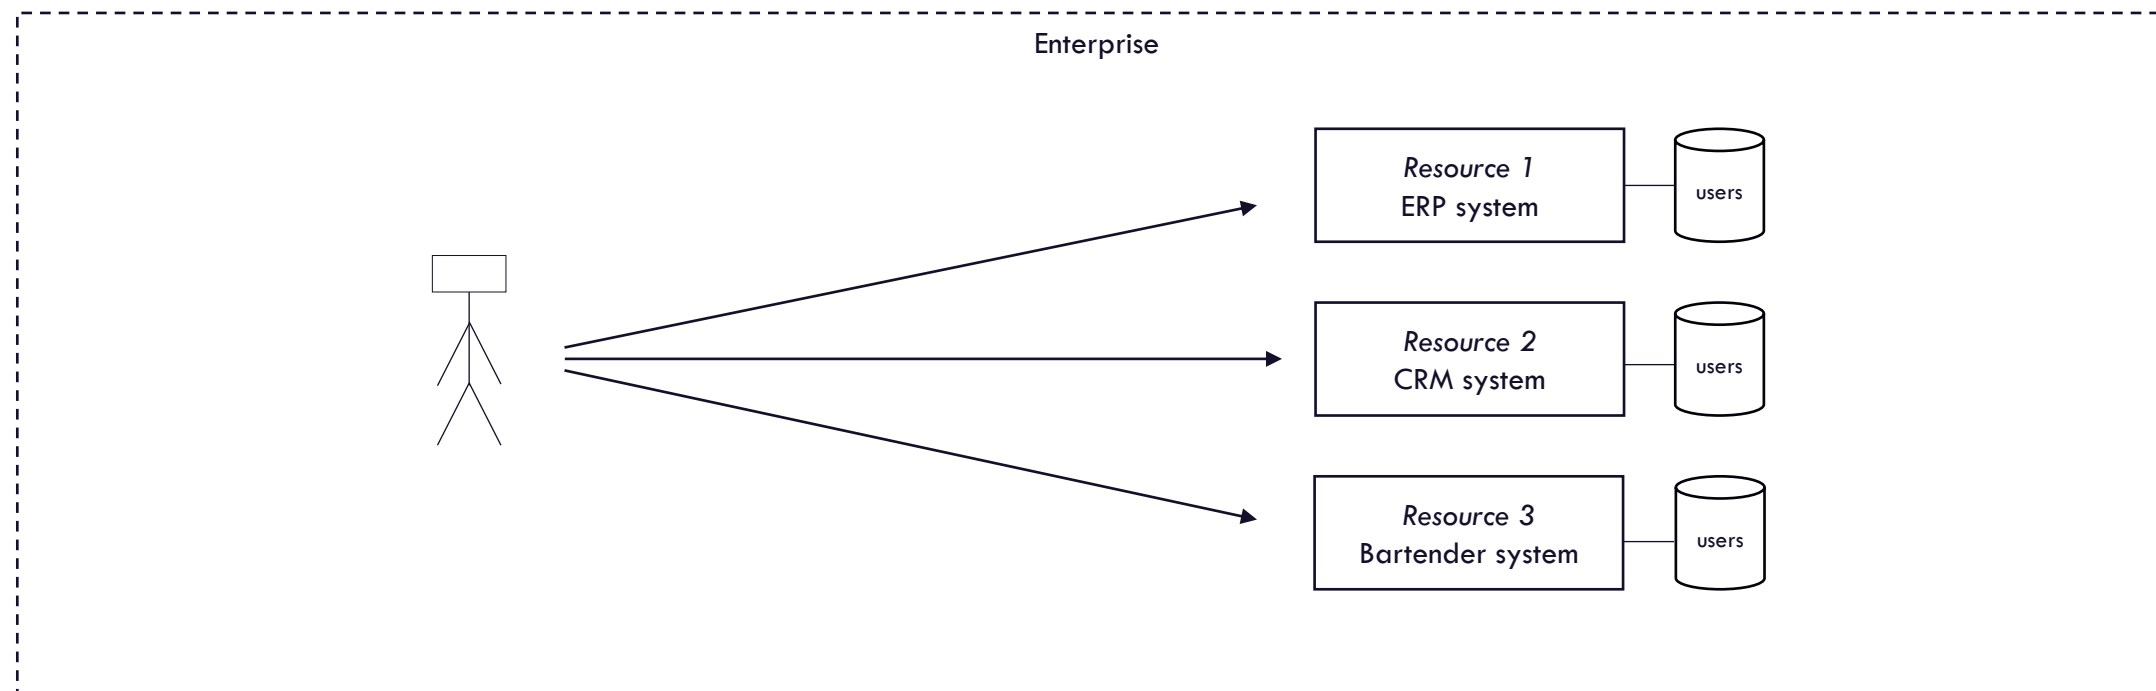 Enterprise
Resource 1
ERP system
users
Resource 2
CRM system
users
Resource 3
Bartender system
users